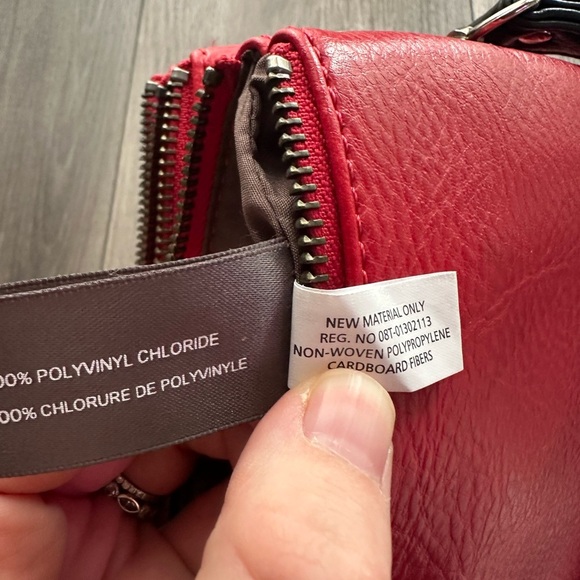 00% POLYVINYL CHLORIDE
00% CHLORURE DE POLYVINYLE
NEW MATERIAL ONLY
REG. NO 08T-01302113
NON-WOVEN POLYPROPYLENE
CARDBOARD FIBERS